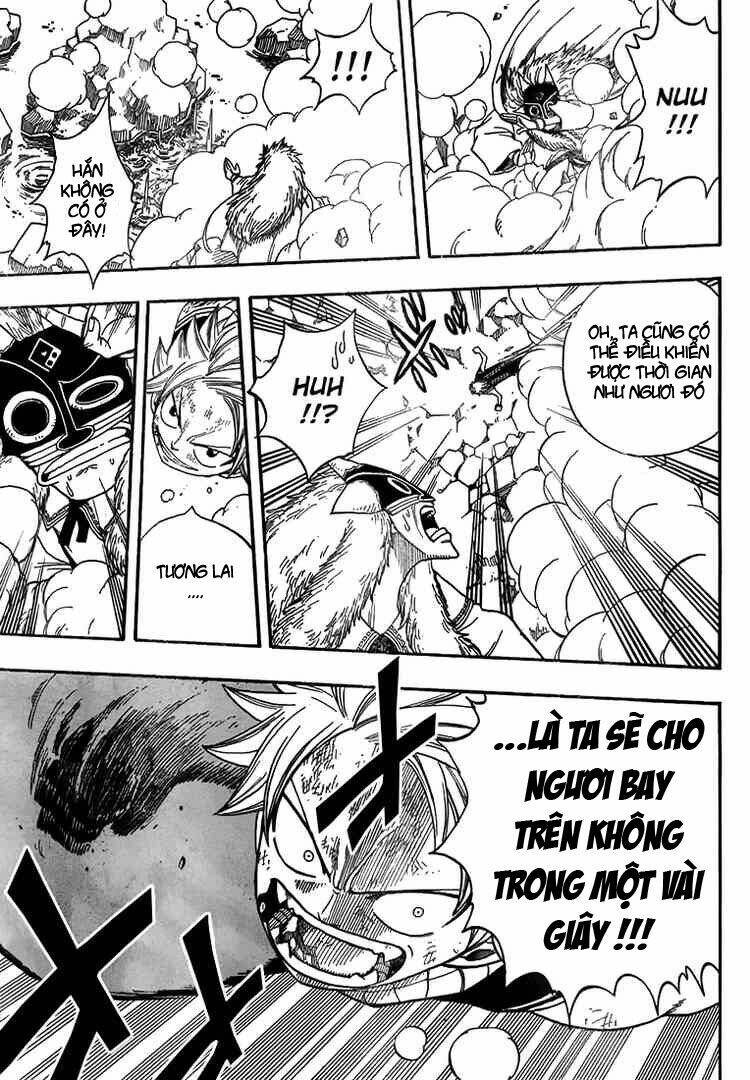 NUU
!!!
!!!
HẮN
KHÔNG
CÓ Ở
ĐÂY!
OH, TA CŨNG CÓ
THỂ ĐIỀU KHIỂN
ĐƯỢC THỜI GIAN
NHƯ NGƯƠI ĐÓ
HUH
!!?
TƯƠNG LAI
....
...LÀ TA SẼ CHO
NGƯƠI BAY
TRÊN KHÔNG
TRONG MỘT VÀI
GIÂY !!!